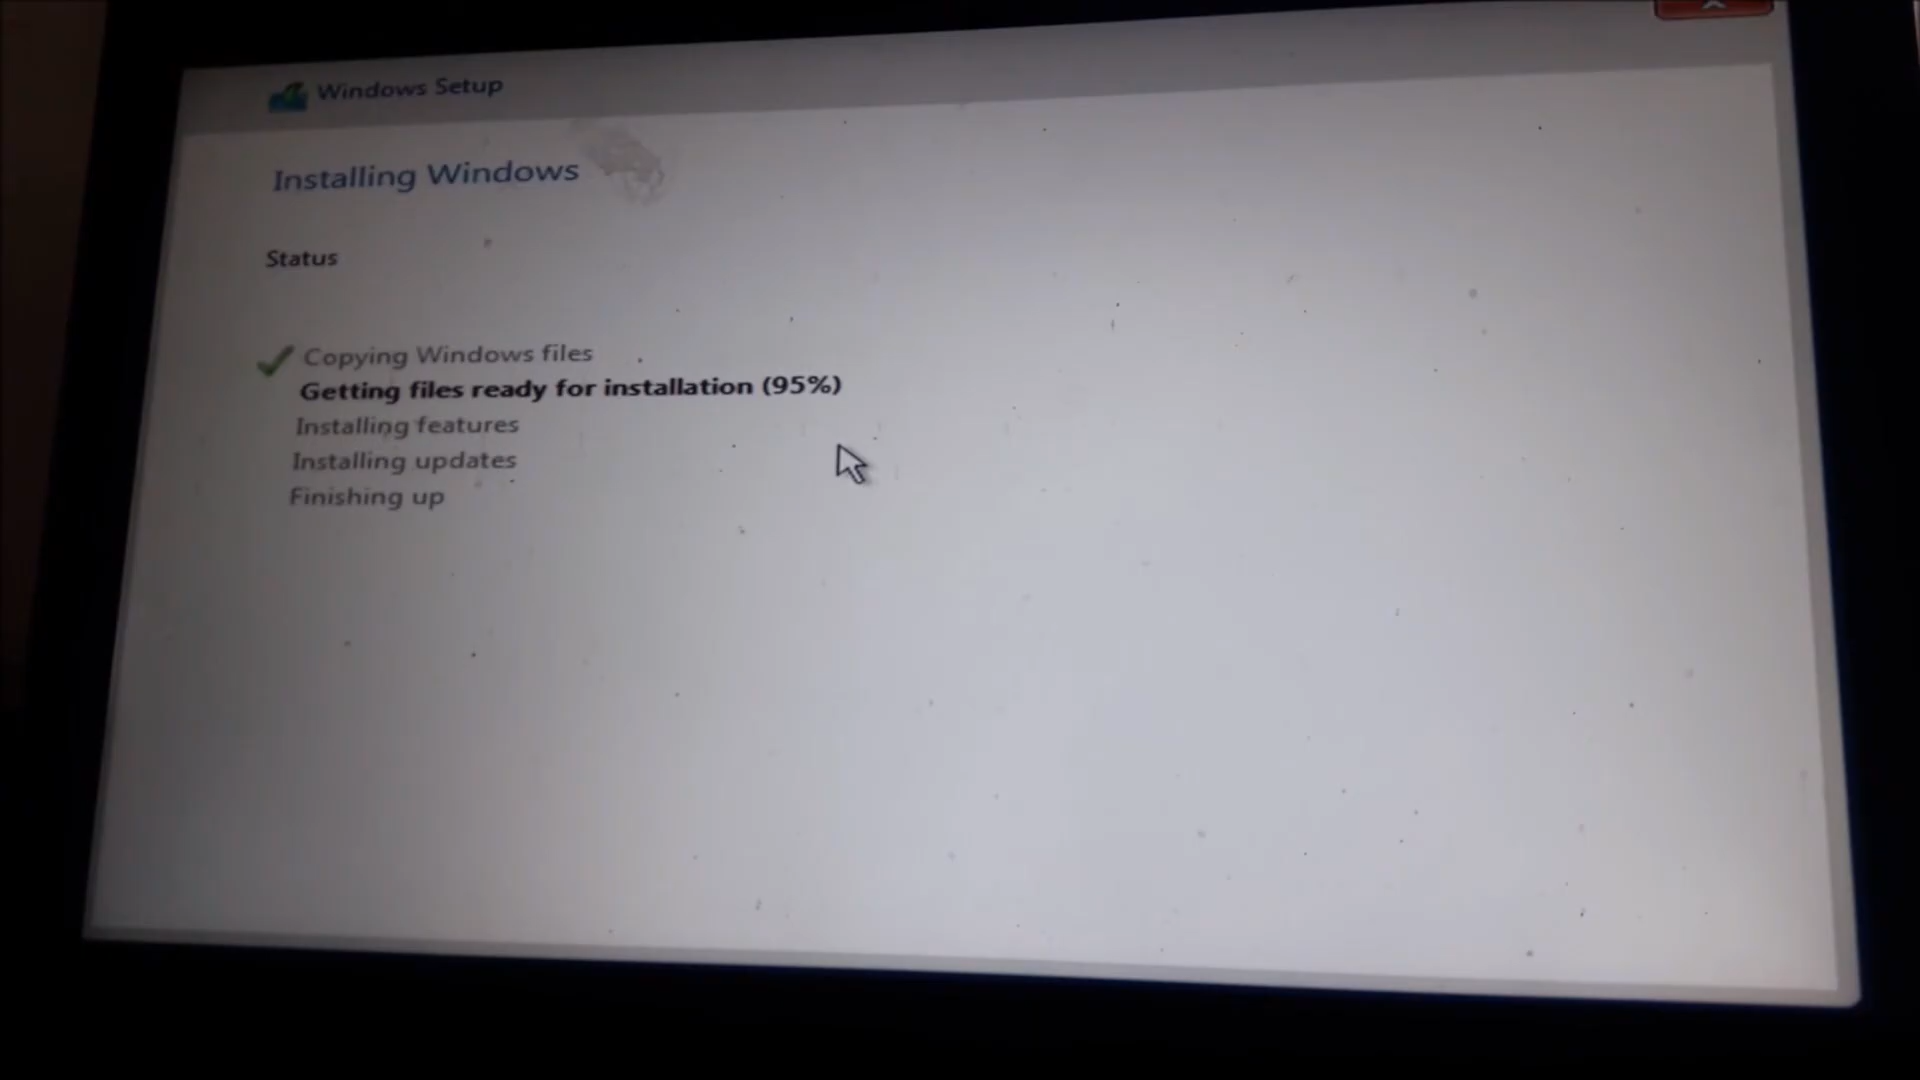 Windows Setup
Installing Windows
Status
Copying Windows files
Getting files ready for installation (95%)
Installing features
Installing updates
Finishing up